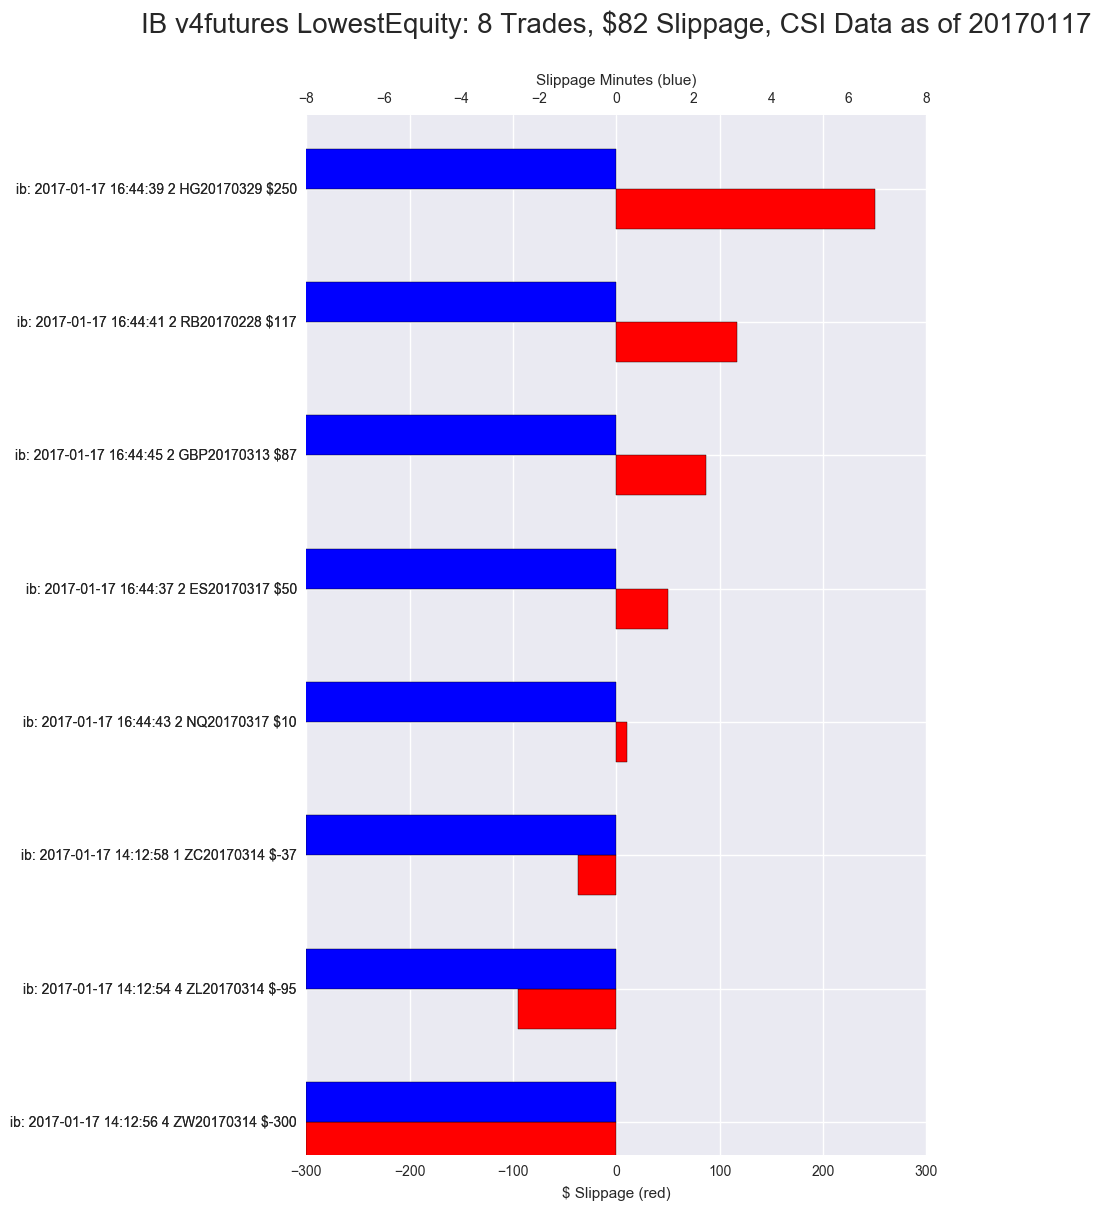 IB v4futures LowestEquity: 8 Trades, $82 Slippage, CSI Data as of 20170117
Slippage Minutes (blue)
−8 −6 −4 −2 0 2 4 6 8
ib: 2017-01-17 16:44:39 2 HG20170329 $250
ib: 2017-01-17 16:44:41 2 RB20170228 $117
ib: 2017-01-17 16:44:45 2 GBP20170313 $87
ib: 2017-01-17 16:44:37 2 ES20170317 $50
ib: 2017-01-17 16:44:43 2 NQ20170317 $10
ib: 2017-01-17 14:12:58 1 ZC20170314 $-37
ib: 2017-01-17 14:12:54 4 ZL20170314 $-95
ib: 2017-01-17 14:12:56 4 ZW20170314 $-300
−300 −200 −100 0 100 200 300
$ Slippage (red)